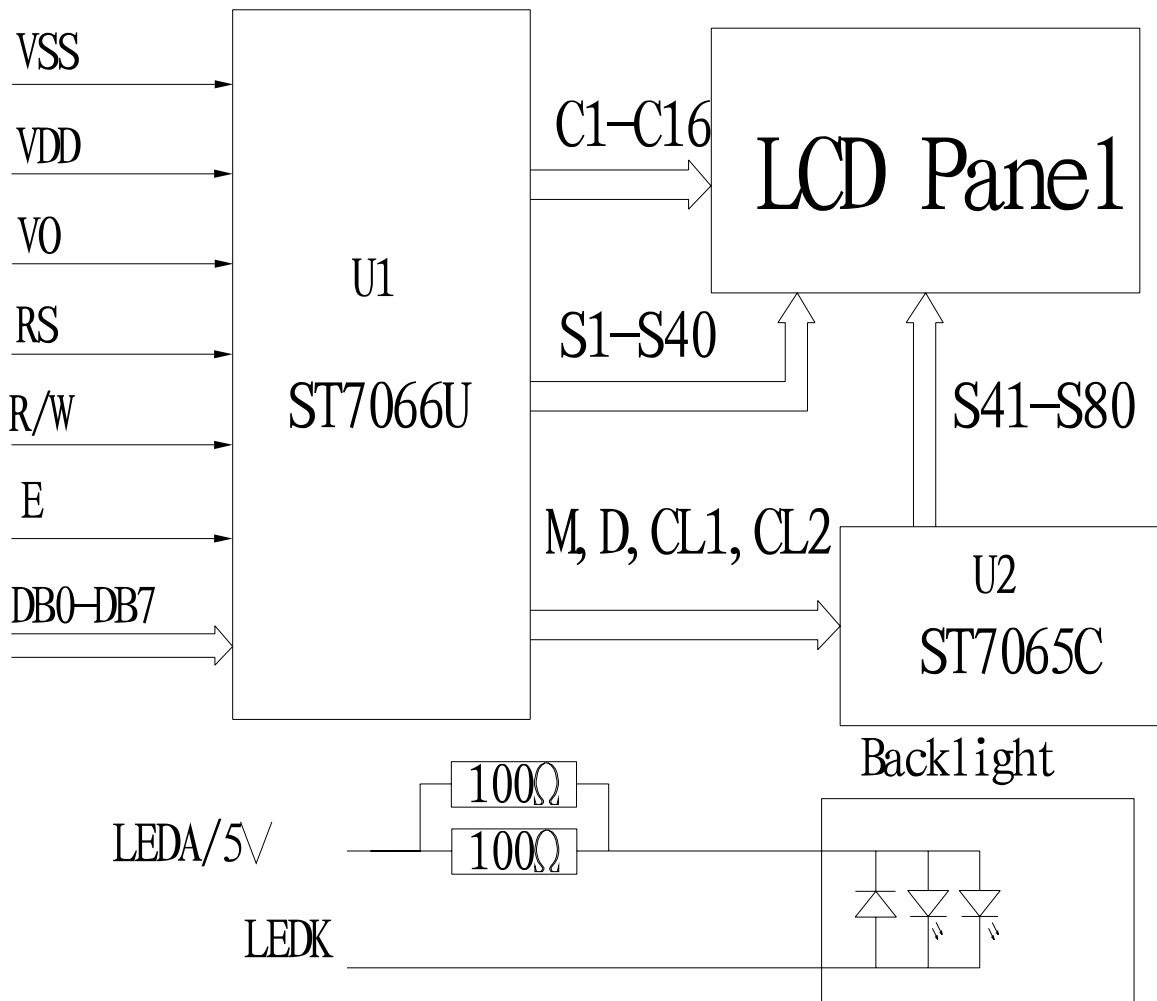 VSS
VDD
VO
RS
R/W
E
DB0-DB7
U1
ST7066U
C1-C16
LCD Panel
S1-S40
S41-S80
M, D, CL1, CL2
U2
ST7065C
Backlight
100Ω
100Ω
LEDA/5V
LEDK